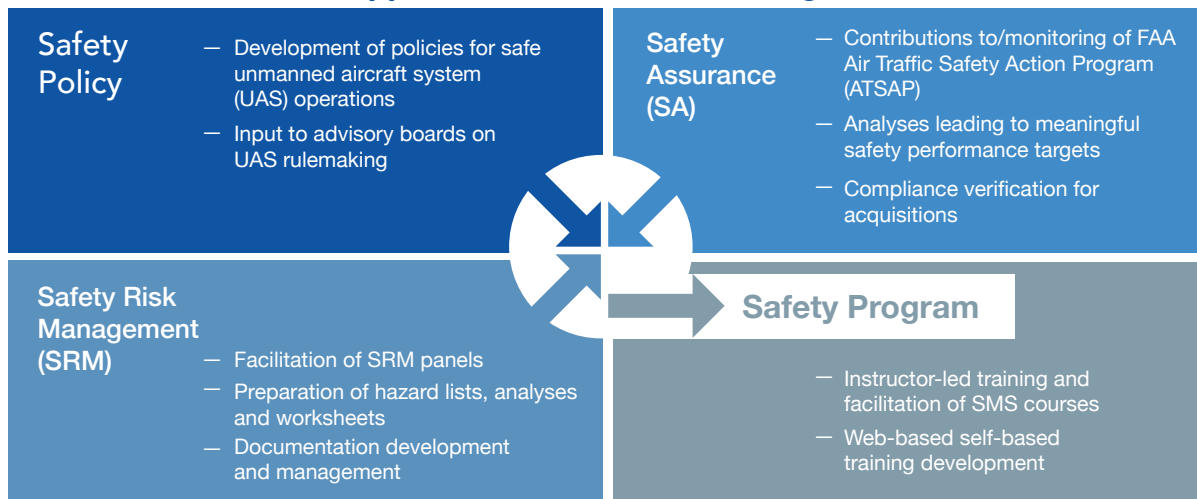 Safety
Policy
— Development of policies for safe
unmanned aircraft system
(UAS) operations
— Input to advisory boards on
UAS rulemaking
Safety
Assurance
(SA)
— Contributions to/monitoring of FAA
Air Traffic Safety Action Program
(ATSAP)
— Analyses leading to meaningful
safety performance targets
— Compliance verification for
acquisitions
Safety Risk
Management
(SRM)
— Facilitation of SRM panels
— Preparation of hazard lists, analyses
and worksheets
— Documentation development
and management
Safety Program
— Instructor-led training and
facilitation of SMS courses
— Web-based self-based
training development